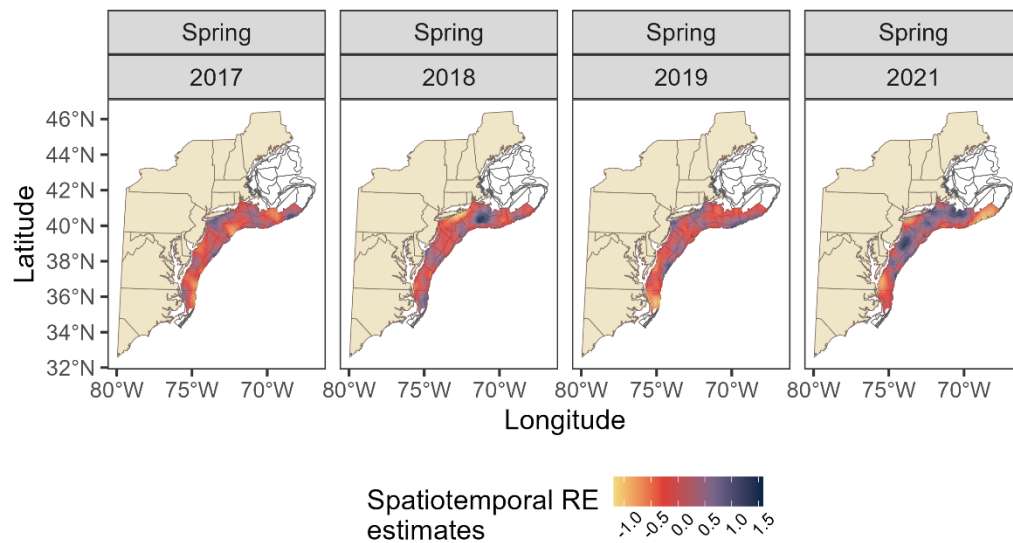 Spring Spring Spring Spring
2017 2018 2019 2021
46°N
44°N
42°N
40°N
38°N
36°N
34°N
32°N
80°W 75°W 70°W 80°W 75°W 70°W 80°W 75°W 70°W 80°W 75°W 70°W
Latitude
Longitude
Spatiotemporal RE
estimates
-1.0 -0.5 0.0 0.5 1.0 1.5